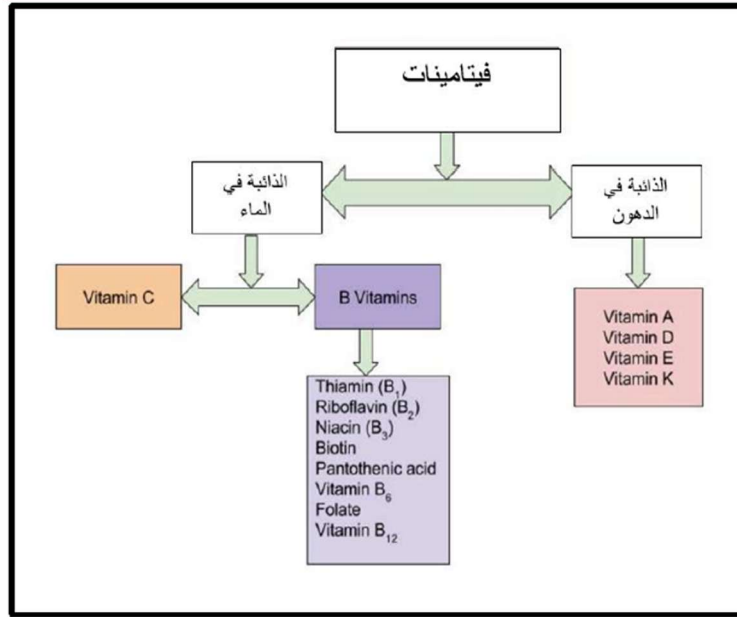 فيتامينات
الذائبة في
الماء
الذائبة في
الدهون
Vitamin C
B Vitamins
Vitamin A
Vitamin D
Vitamin E
Vitamin K
Thiamin (B₁)
Riboflavin (B₂)
Niacin (B₃)
Biotin
Pantothenic acid
Vitamin B₆
Folate
Vitamin B₁₂